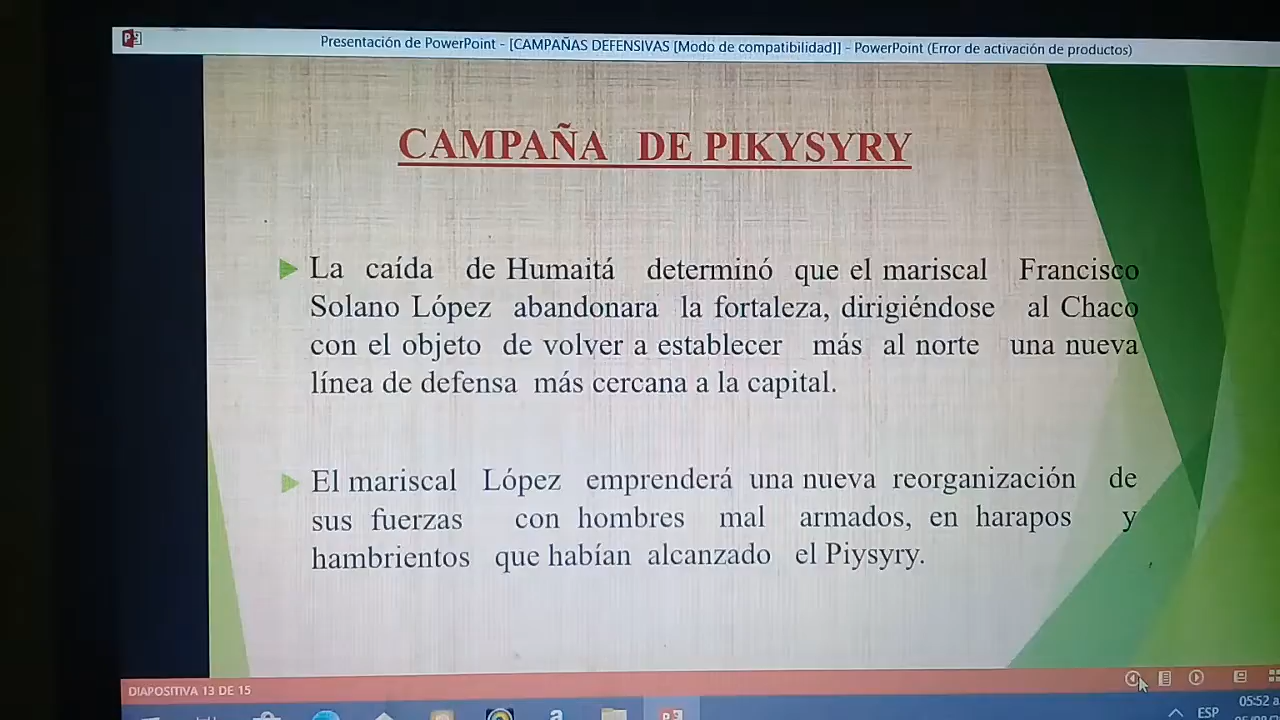 Presentación de PowerPoint - [CAMPAÑAS DEFENSIVAS [Modo de compatibilidad]] - PowerPoint (Error de activación de productos)
CAMPAÑA DE PIKYSYRY
La caída de Humaitá determinó que el mariscal Francisco
Solano López abandonara la fortaleza, dirigiéndose al Chaco
con el objeto de volver a establecer más al norte una nueva
línea de defensa más cercana a la capital.
El mariscal López emprenderá una nueva reorganización de
sus fuerzas con hombres mal armados, en harapos y
hambrientos que habían alcanzado el Piysyry.
DIAPOSITIVA 13 DE 15
ESP
05:52 a